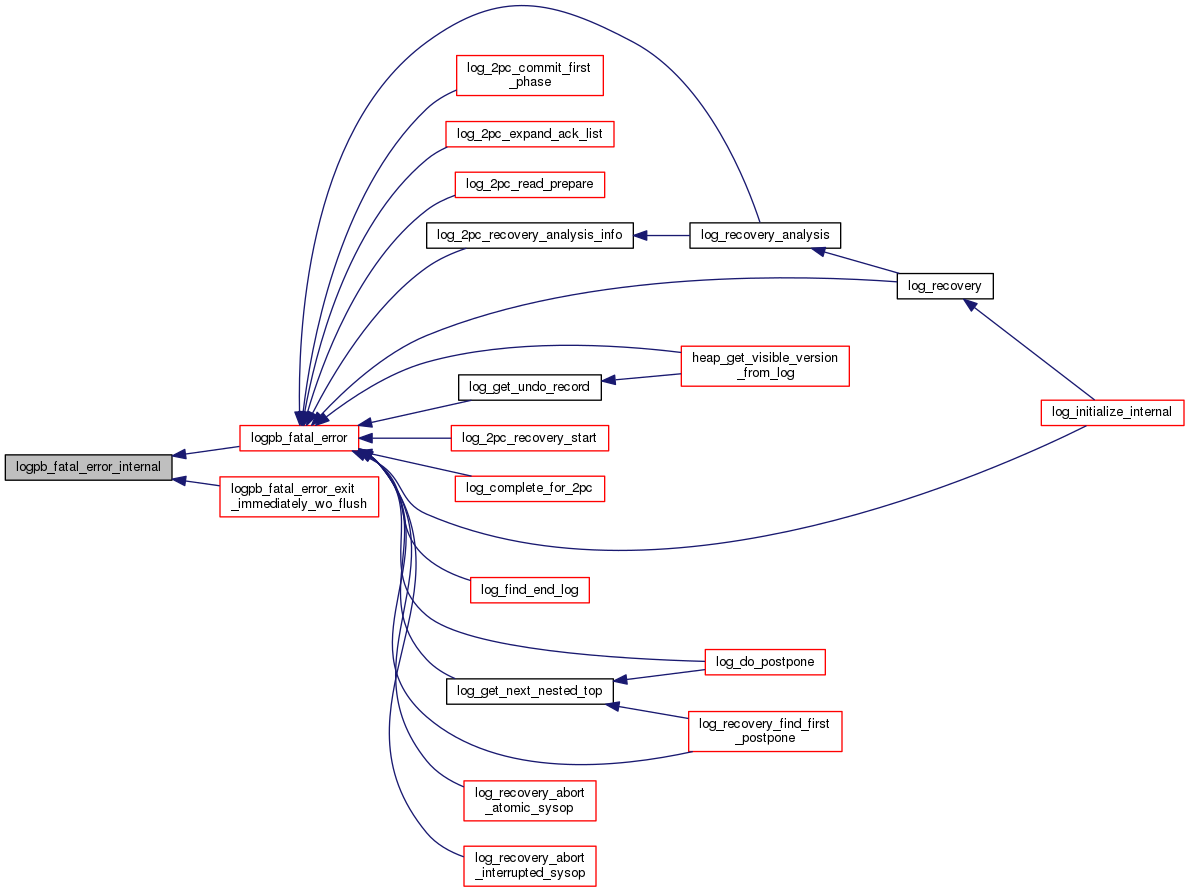 log_2pc_commit_first
_phase
log_2pc_expand_ack_list
log_2pc_read_prepare
log_2pc_recovery_analysis_info
log_recovery_analysis
log_recovery
heap_get_visible_version
_from_log
log_get_undo_record
log_initialize_internal
logpb_fatal_error
log_2pc_recovery_start
logpb_fatal_error_internal
logpb_fatal_error_exit
_immediately_wo_flush
log_complete_for_2pc
log_find_end_log
log_do_postpone
log_get_next_nested_top
log_recovery_find_first
_postpone
log_recovery_abort
_atomic_sysop
log_recovery_abort
_interrupted_sysop